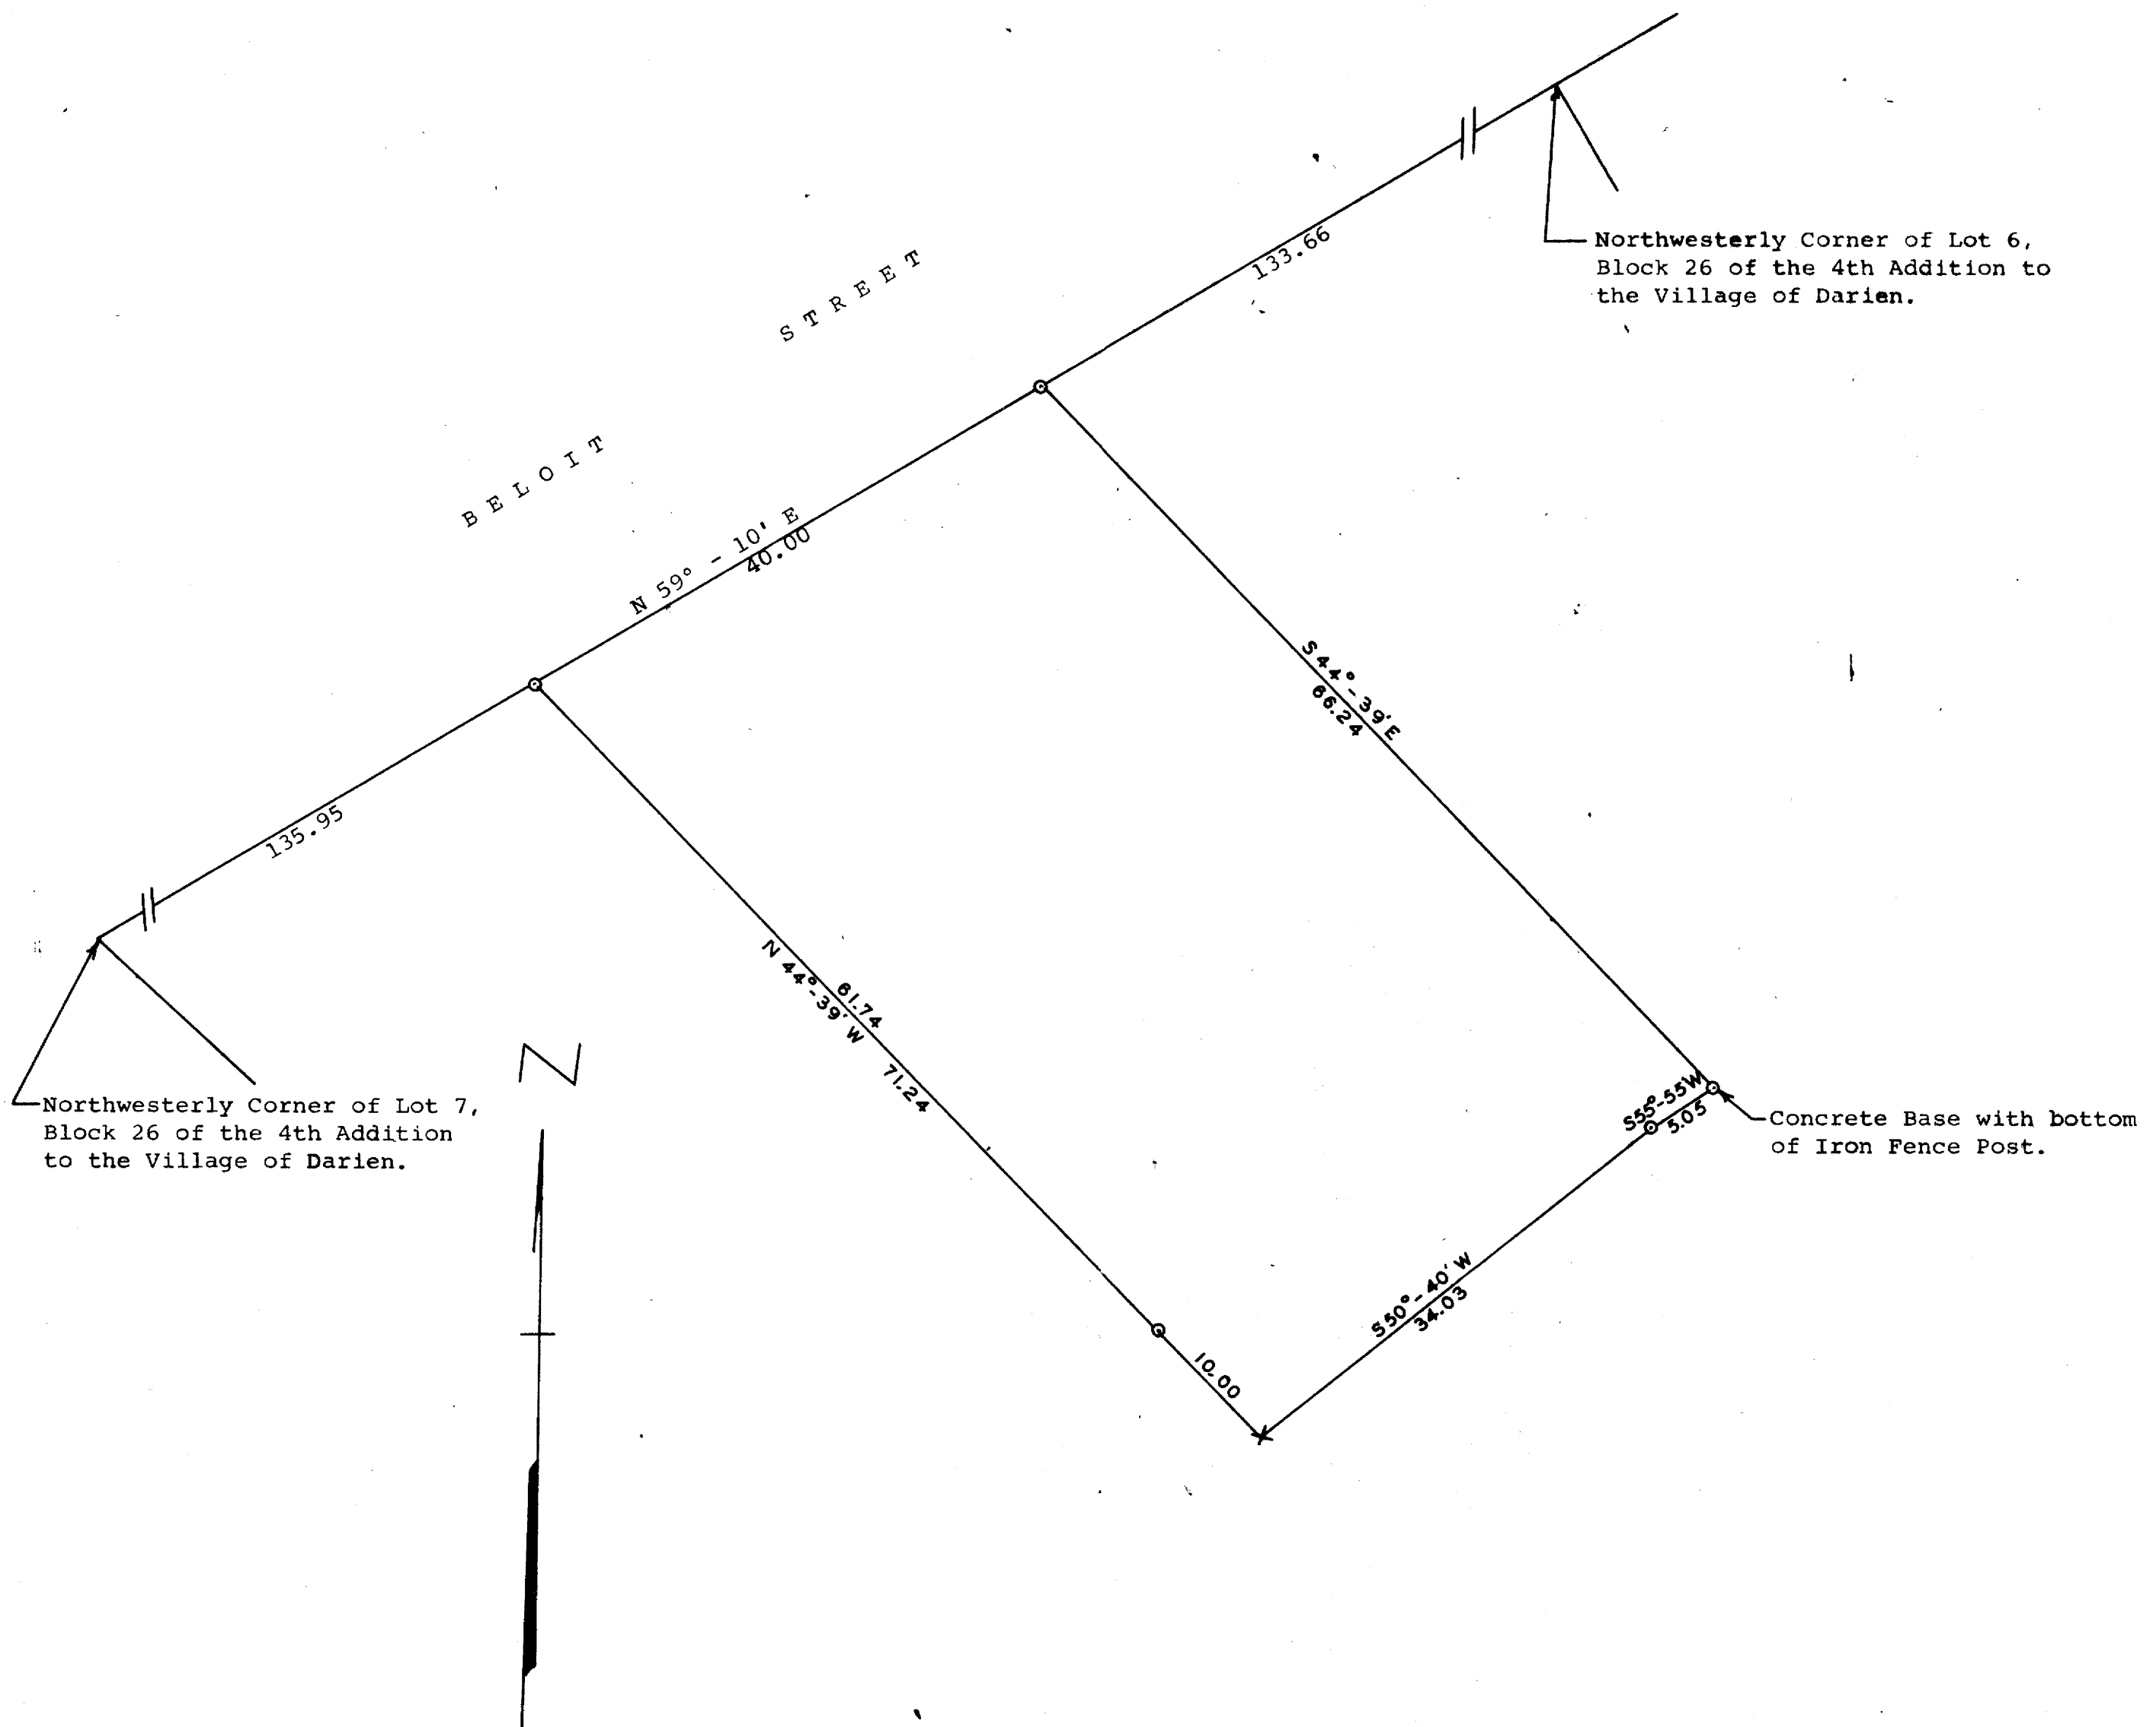 Northwesterly Corner of Lot 6,
Block 26 of the 4th Addition to
the Village of Darien.
133.66
BELOIT STREET
N 59° - 10' E
40.00
135.95
S 44° - 39' E
66.24
61.74
N 44° - 39' W
71.24
N
Northwesterly Corner of Lot 7,
Block 26 of the 4th Addition
to the Village of Darien.
S55°-55'W
5.05
Concrete Base with bottom
of Iron Fence Post.
S50° - 40' W
34.03
10.00